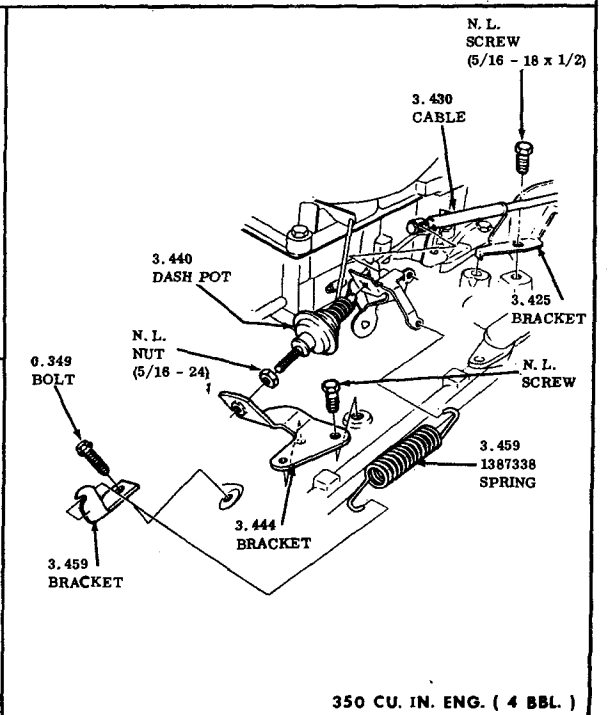 N. L.
SCREW
(5/16 - 18 x 1/2)
3. 430
CABLE
3. 440
DASH POT
3. 425
BRACKET
N. L.
NUT
(5/16 - 24)
0. 349
BOLT
N. L.
SCREW
3. 459
1387338
SPRING
3. 444
BRACKET
3. 459
BRACKET
350 CU. IN. ENG. ( 4 BBL. )